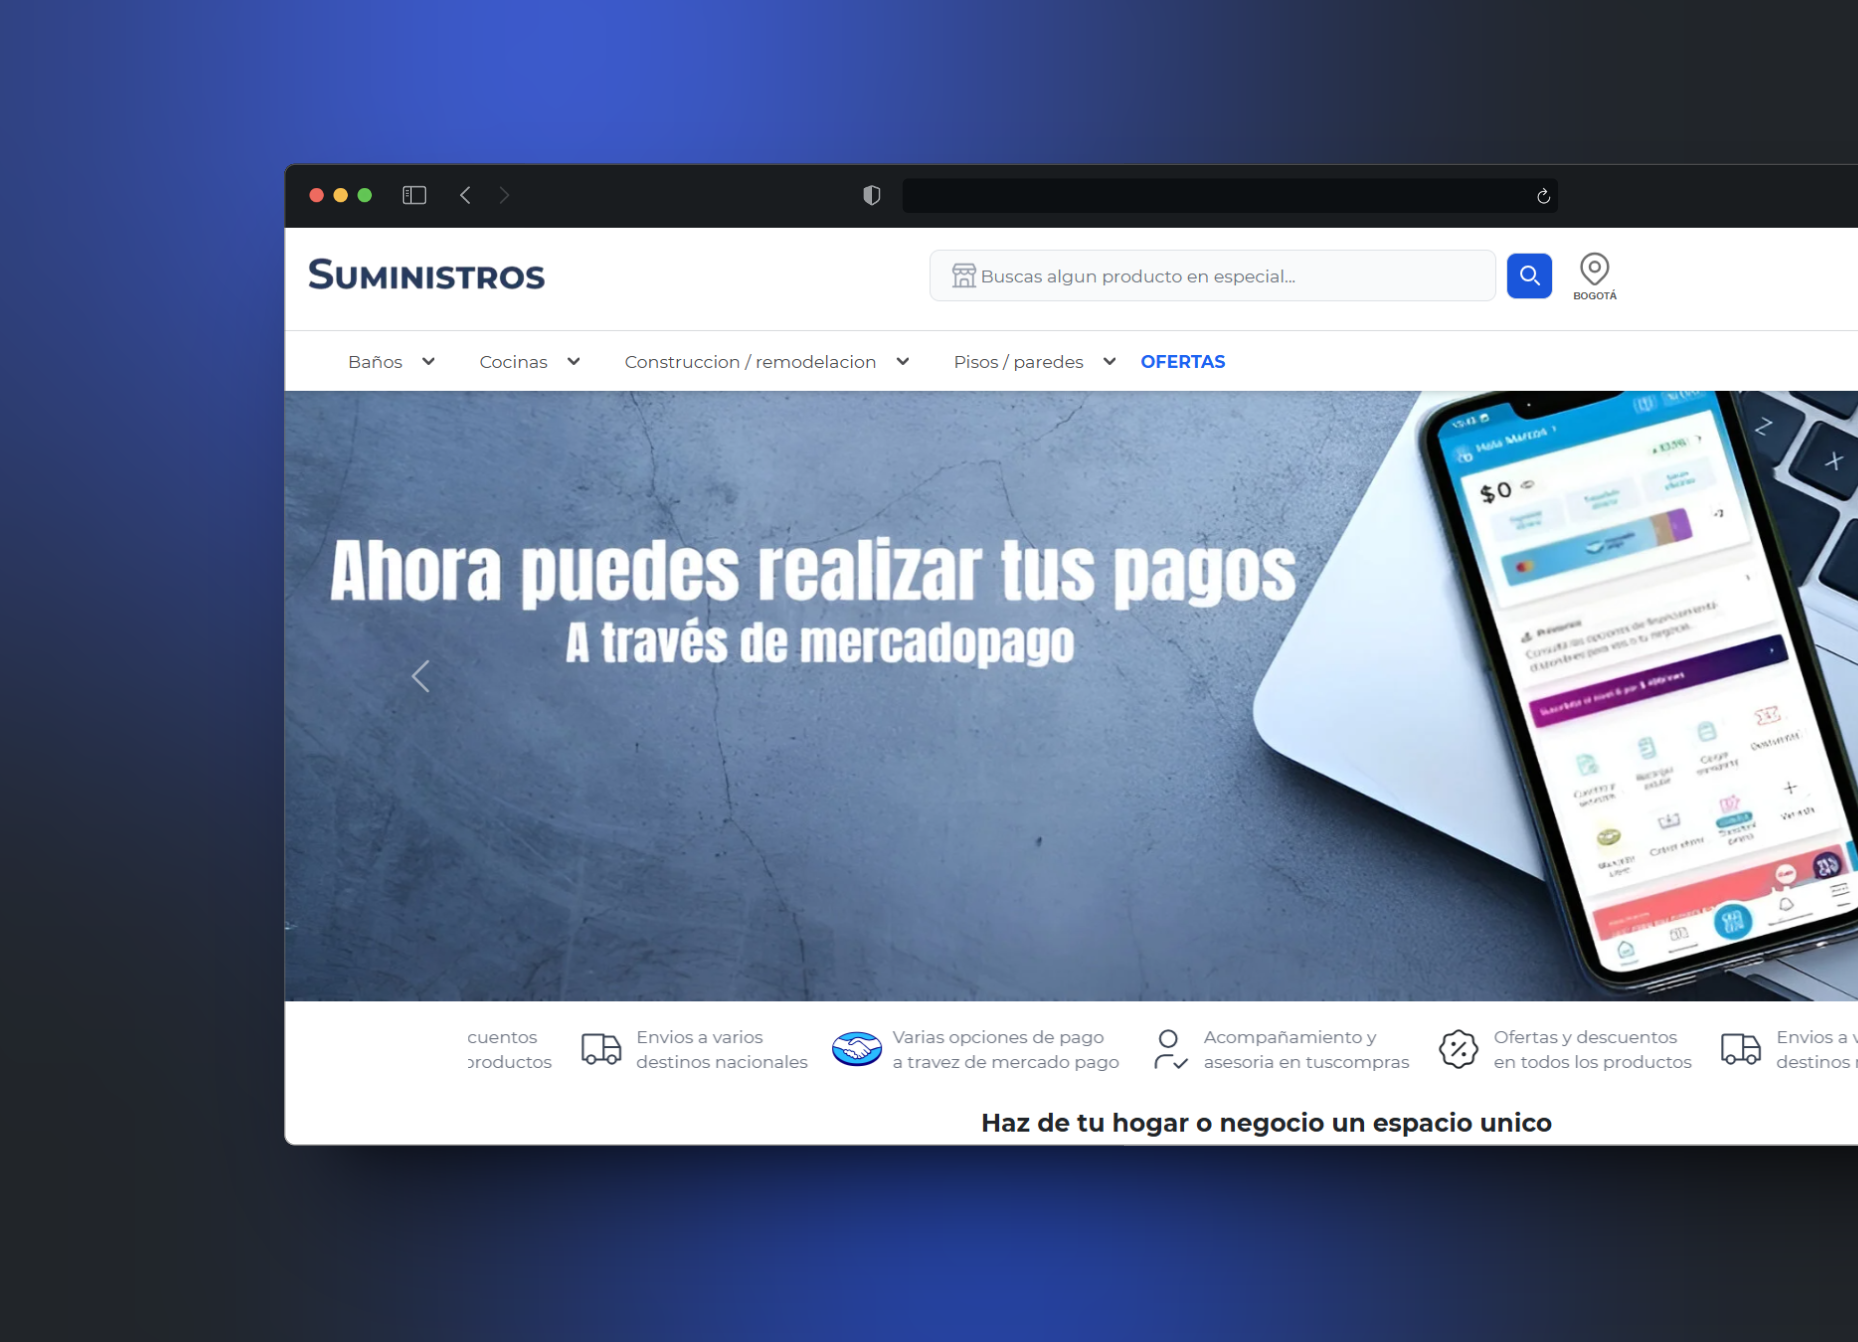 SUMINISTROS
Buscas algun producto en especial...
BOGOTÁ
Baños
Cocinas
Construccion / remodelacion
Pisos / paredes
OFERTAS
Ahora puedes realizar tus pagos
A través de mercadopago
Hola Marcos
$0
cuentos
productos
Envios a varios
destinos nacionales
Varias opciones de pago
a travez de mercado pago
Acompañamiento y
asesoria en tuscompras
Ofertas y descuentos
en todos los productos
Envios a v
destinos
Haz de tu hogar o negocio un espacio unico